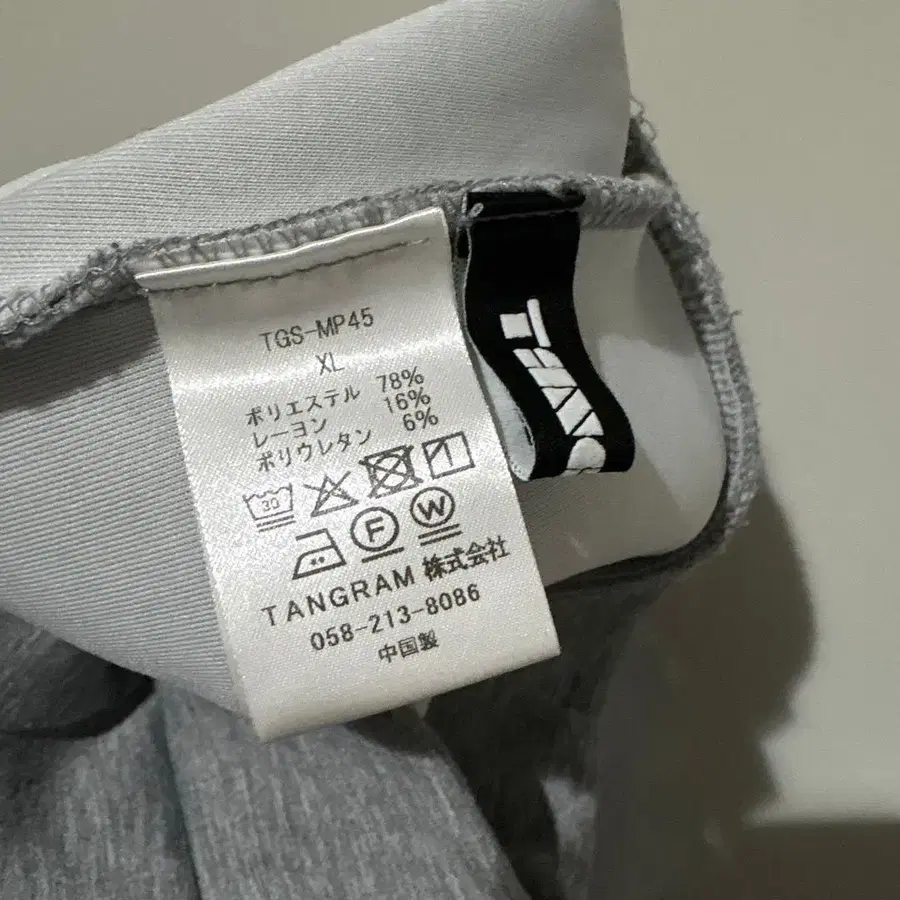 TGS-MP45
XL
ポリエステル 78%
レーヨン 16%
ポリウレタン 6%
30
F
W
TANGRAM 株式会社
058-213-8086
中国製